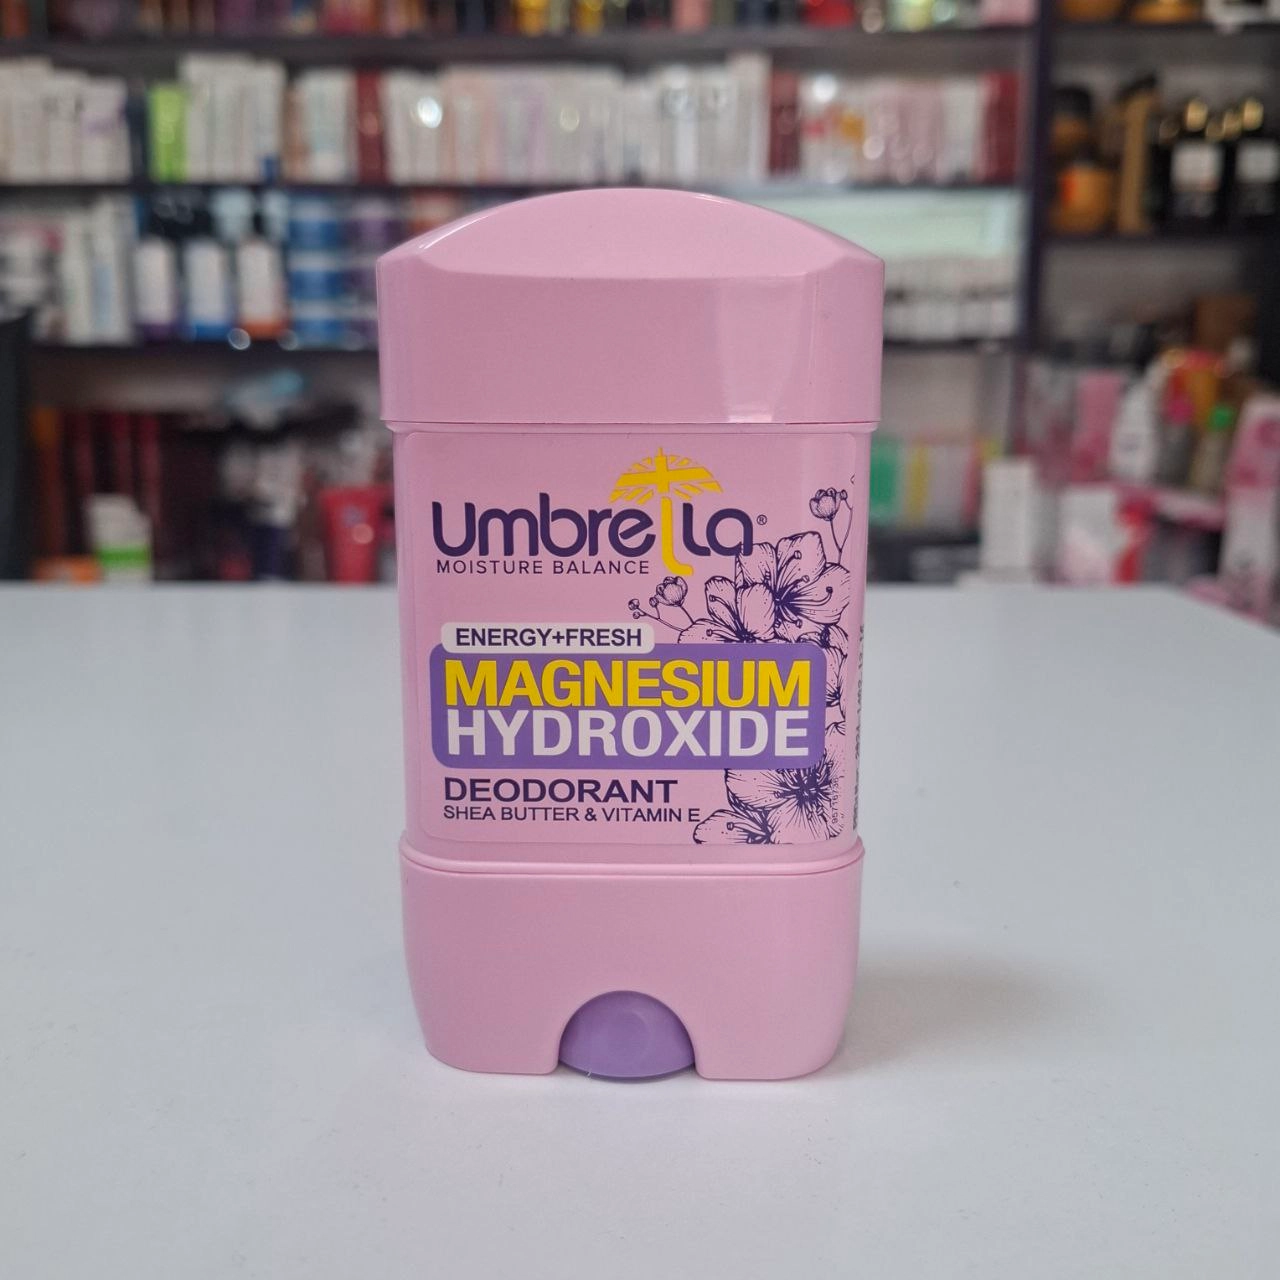 Umbrella®
MOISTURE BALANCE
ENERGY+FRESH
MAGNESIUM
HYDROXIDE
DEODORANT
SHEA BUTTER & VITAMIN E